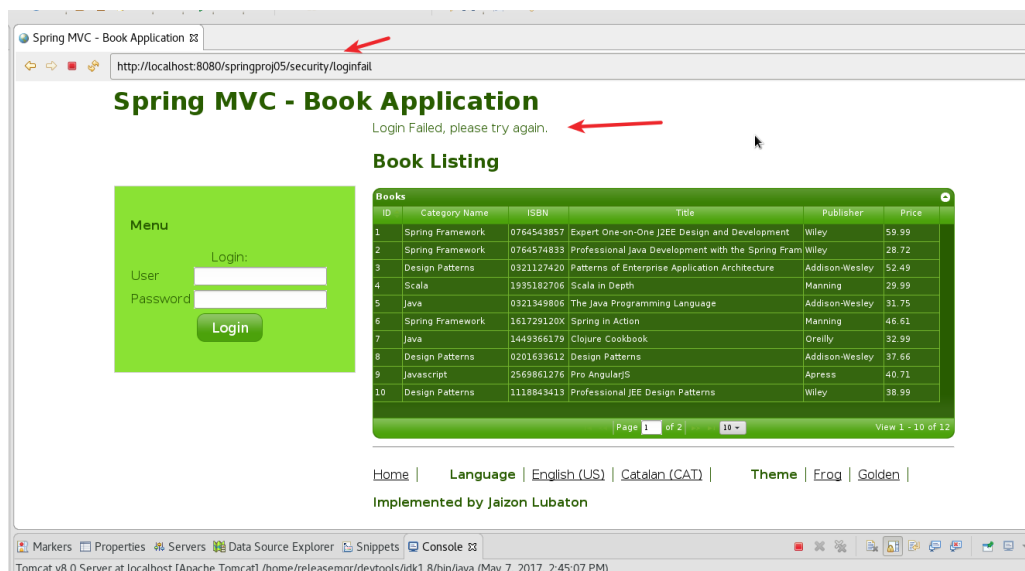 Spring MVC - Book Application
http://localhost:8080/springproj05/security/loginfail
Spring MVC - Book Application
Login Failed, please try again.
Book Listing
Menu
Login:
User
Password
Login
Books
ID Category Name ISBN Title Publisher Price
1 Spring Framework 0764543857 Expert One-on-One J2EE Design and Development Wiley 59.99
2 Spring Framework 0764574833 Professional Java Development with the Spring Fram Wiley 28.72
3 Design Patterns 0321127420 Patterns of Enterprise Application Architecture Addison-Wesley 52.49
4 Scala 1935182706 Scala in Depth Manning 29.99
5 Java 0321349806 The Java Programming Language Addison-Wesley 31.75
6 Spring Framework 161729120X Spring in Action Manning 46.61
7 Java 1449366179 Clojure Cookbook Oreilly 32.99
8 Design Patterns 0201633612 Design Patterns Addison-Wesley 37.66
9 Javascript 2569861276 Pro AngularJS Apress 40.71
10 Design Patterns 1118843413 Professional JEE Design Patterns Wiley 38.99
Page 1 of 2 10 View 1 - 10 of 12
Home | Language | English (US) | Catalan (CAT) | Theme | Frog | Golden |
Implemented by Jaizon Lubaton
Markers Properties Servers Data Source Explorer Snippets Console
Tomcat v8.0 Server at localhost [Apache Tomcat] /home/releasemgr/devtools/jdk1.8/bin/java (May 7, 2017, 2:45:07 PM)